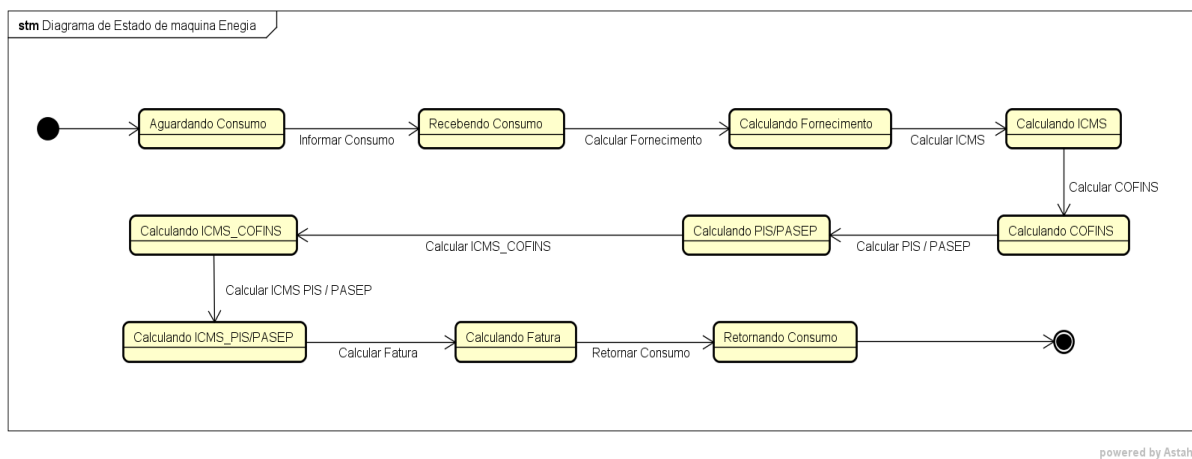 stm Diagrama de Estado de maquina Enegia
Aguardando Consumo
Informar Consumo
Recebendo Consumo
Calcular Fornecimento
Calculando Fornecimento
Calcular ICMS
Calculando ICMS
Calcular COFINS
Calculando COFINS
Calcular PIS / PASEP
Calculando PIS/PASEP
Calcular ICMS_COFINS
Calculando ICMS_COFINS
Calcular ICMS PIS / PASEP
Calculando ICMS_PIS/PASEP
Calcular Fatura
Calculando Fatura
Retornar Consumo
Retornando Consumo
powered by Astah